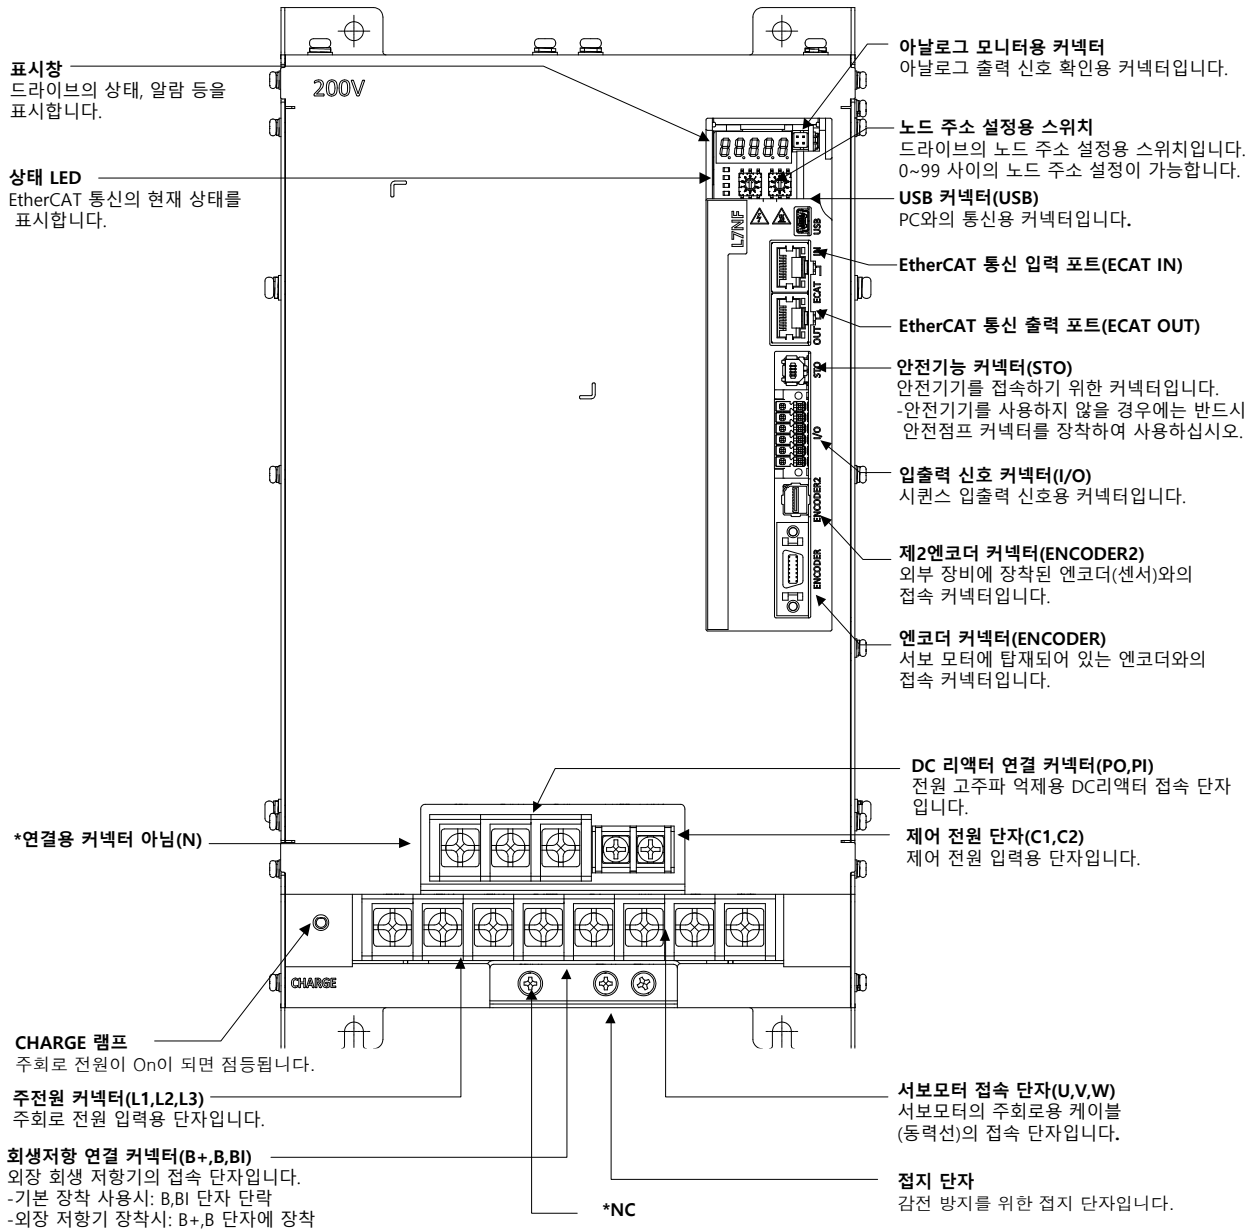 표시창
드라이브의 상태, 알람 등을
표시합니다.
상태 LED
EtherCAT 통신의 현재 상태를
표시합니다.
200V
88888
L7NF
USB
IN
ECAT
OUT
STO
I/O
ENCODER2
ENCODER
아날로그 모니터용 커넥터
아날로그 출력 신호 확인용 커넥터입니다.
노드 주소 설정용 스위치
드라이브의 노드 주소 설정용 스위치입니다.
0~99 사이의 노드 주소 설정이 가능합니다.
USB 커넥터(USB)
PC와의 통신용 커넥터입니다.
EtherCAT 통신 입력 포트(ECAT IN)
EtherCAT 통신 출력 포트(ECAT OUT)
안전기능 커넥터(STO)
안전기기를 접속하기 위한 커넥터입니다.
-안전기기를 사용하지 않을 경우에는 반드시
안전점프 커넥터를 장착하여 사용하십시오.
입출력 신호 커넥터(I/O)
시퀀스 입출력 신호용 커넥터입니다.
제2엔코더 커넥터(ENCODER2)
외부 장비에 장착된 엔코더(센서)와의
접속 커넥터입니다.
엔코더 커넥터(ENCODER)
서보 모터에 탑재되어 있는 엔코더와의
접속 커넥터입니다.
DC 리액터 연결 커넥터(PO,PI)
전원 고주파 억제용 DC리액터 접속 단자
입니다.
*연결용 커넥터 아님(N)
제어 전원 단자(C1,C2)
제어 전원 입력용 단자입니다.
CHARGE
CHARGE 램프
주회로 전원이 On이 되면 점등됩니다.
주전원 커넥터(L1,L2,L3)
주회로 전원 입력용 단자입니다.
회생저항 연결 커넥터(B+,B,BI)
외장 회생 저항기의 접속 단자입니다.
-기본 장착 사용시: B,BI 단자 단락
-외장 저항기 장착시: B+,B 단자에 장착
*NC
서보모터 접속 단자(U,V,W)
서보모터의 주회로용 케이블
(동력선)의 접속 단자입니다.
접지 단자
감전 방지를 위한 접지 단자입니다.